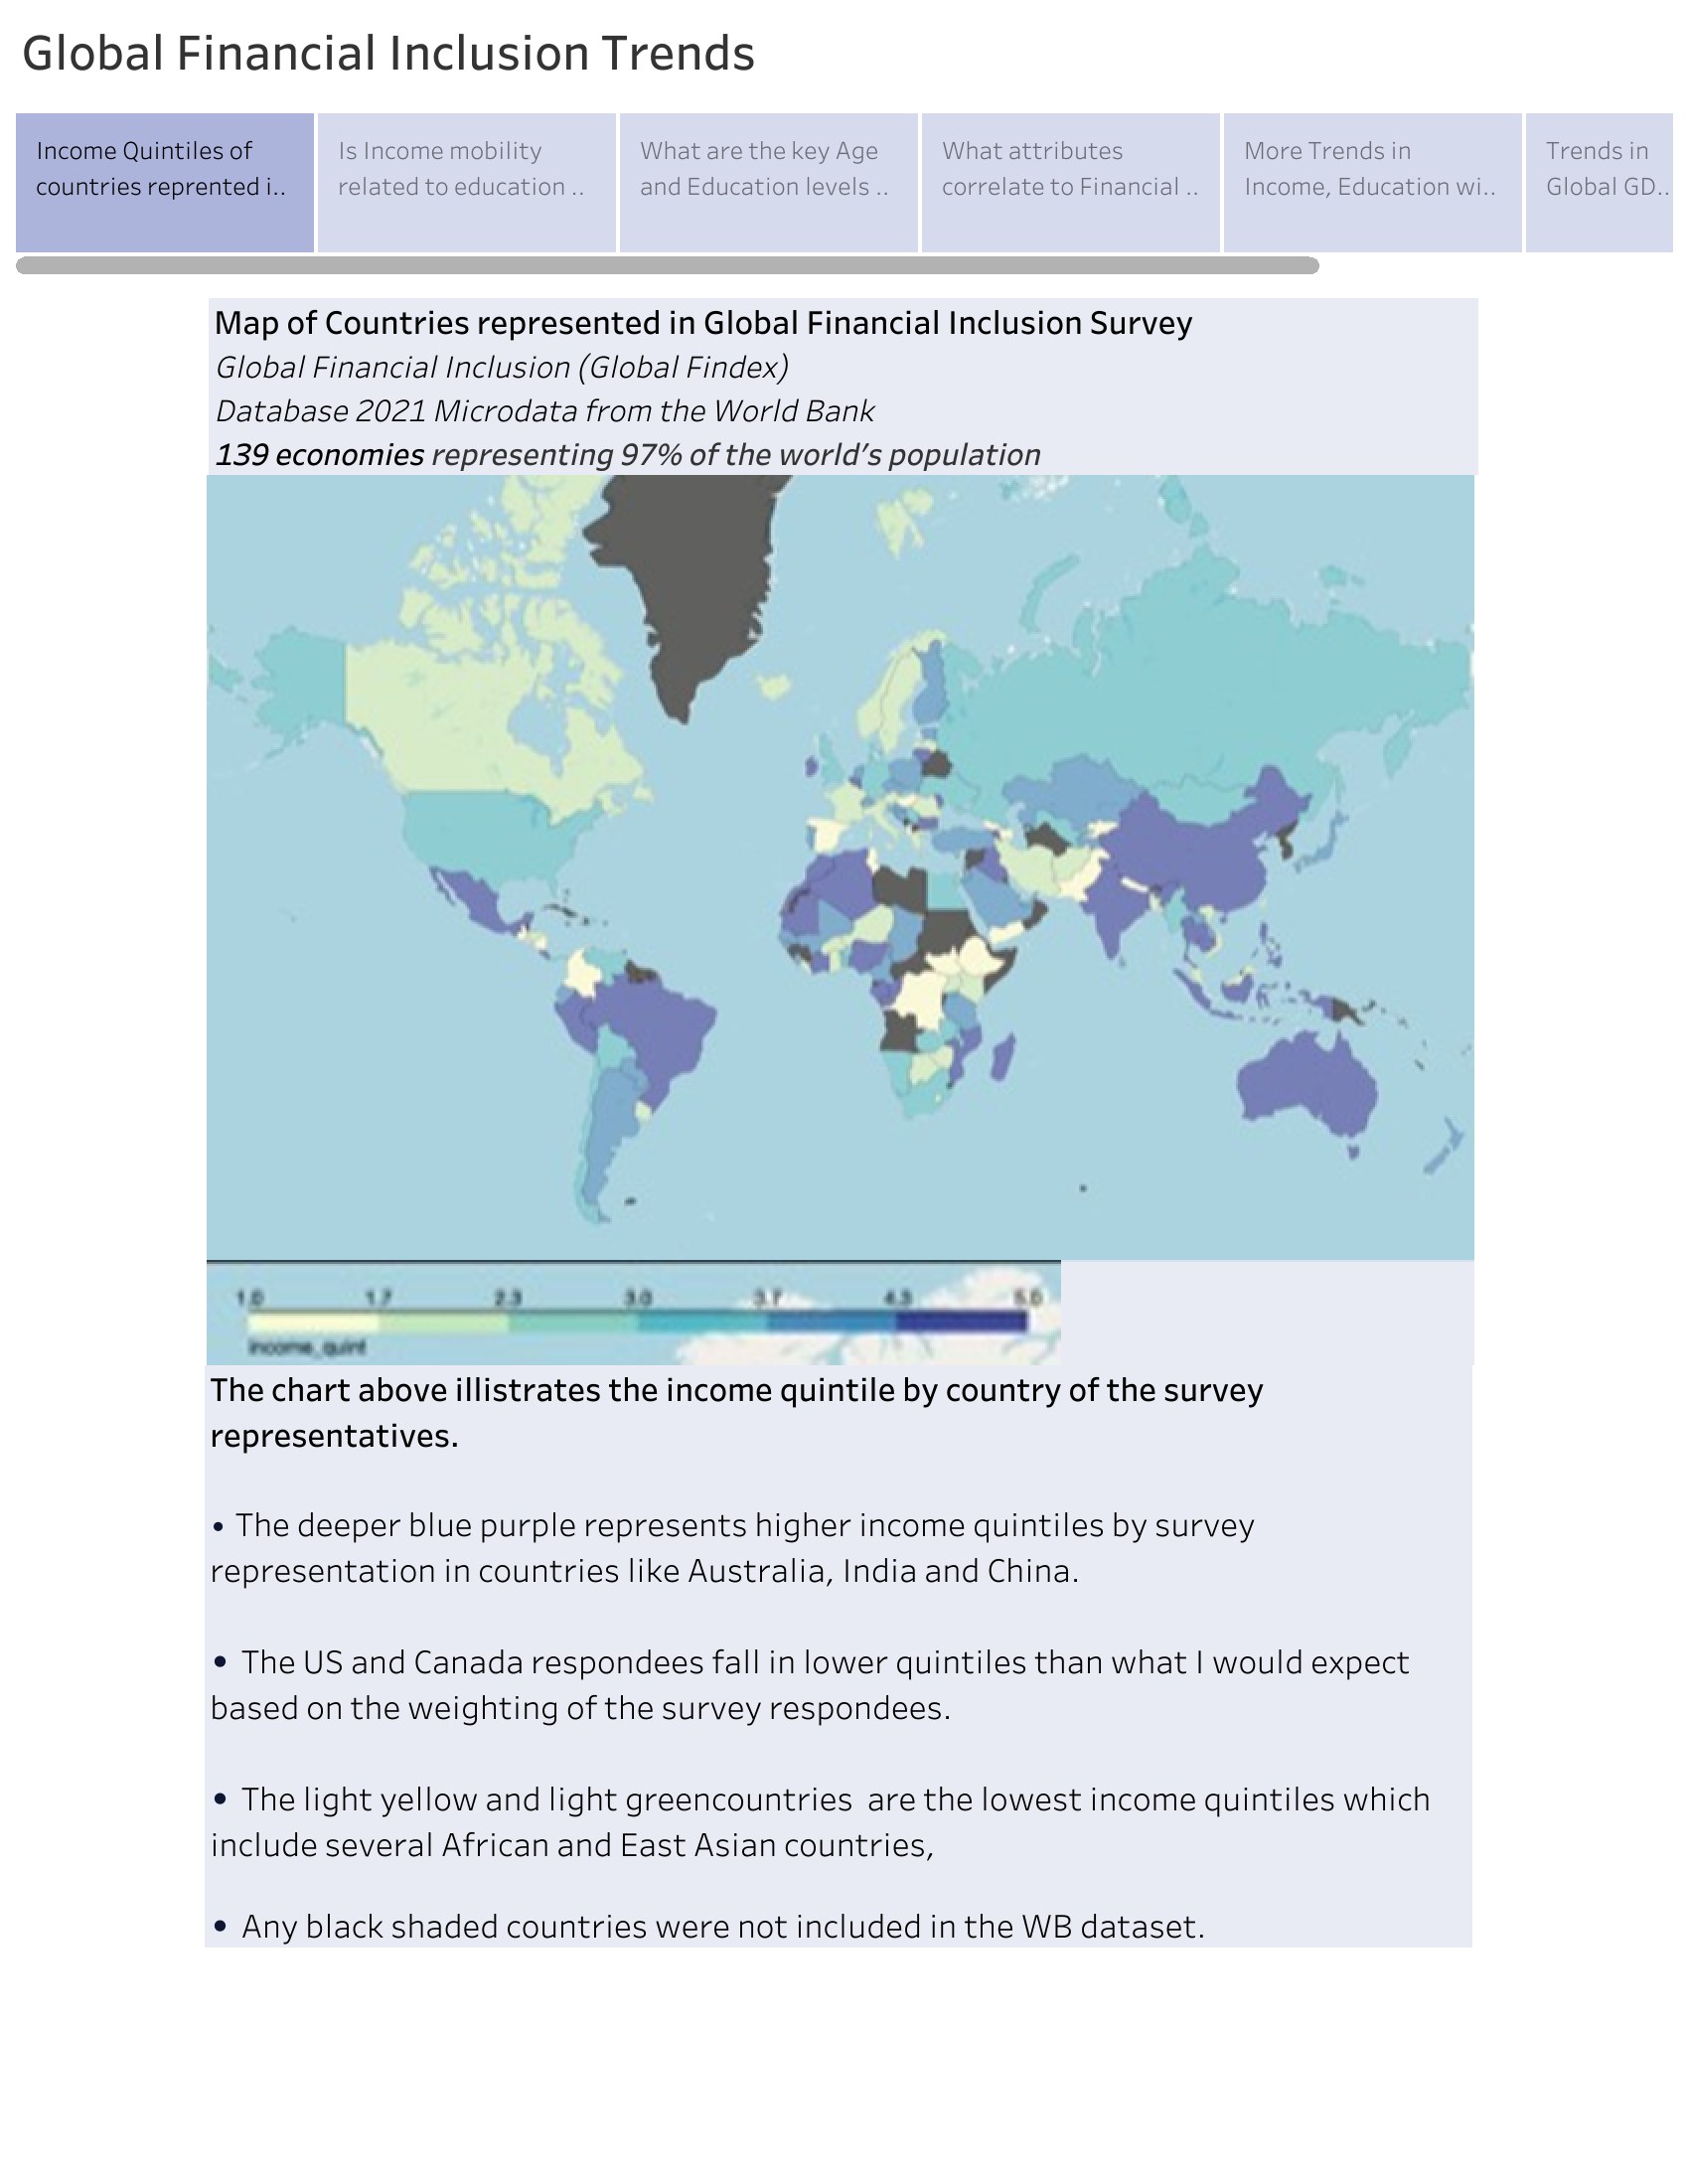 Global Financial Inclusion Trends
Income Quintiles of
countries reprented i..
Is Income mobility
related to education ..
What are the key Age
and Education levels ..
What attributes
correlate to Financial ..
More Trends in
Income, Education wi..
Trends in
Global GD..
Map of Countries represented in Global Financial Inclusion Survey
Global Financial Inclusion (Global Findex)
Database 2021 Microdata from the World Bank
139 economies representing 97% of the world’s population
1.0 1.7 2.3 3.0 3.7 4.3 5.0
income_quint
The chart above illistrates the income quintile by country of the survey
representatives.
• The deeper blue purple represents higher income quintiles by survey
representation in countries like Australia, India and China.
• The US and Canada respondees fall in lower quintiles than what I would expect
based on the weighting of the survey respondees.
• The light yellow and light greencountries  are the lowest income quintiles which
include several African and East Asian countries,
• Any black shaded countries were not included in the WB dataset.